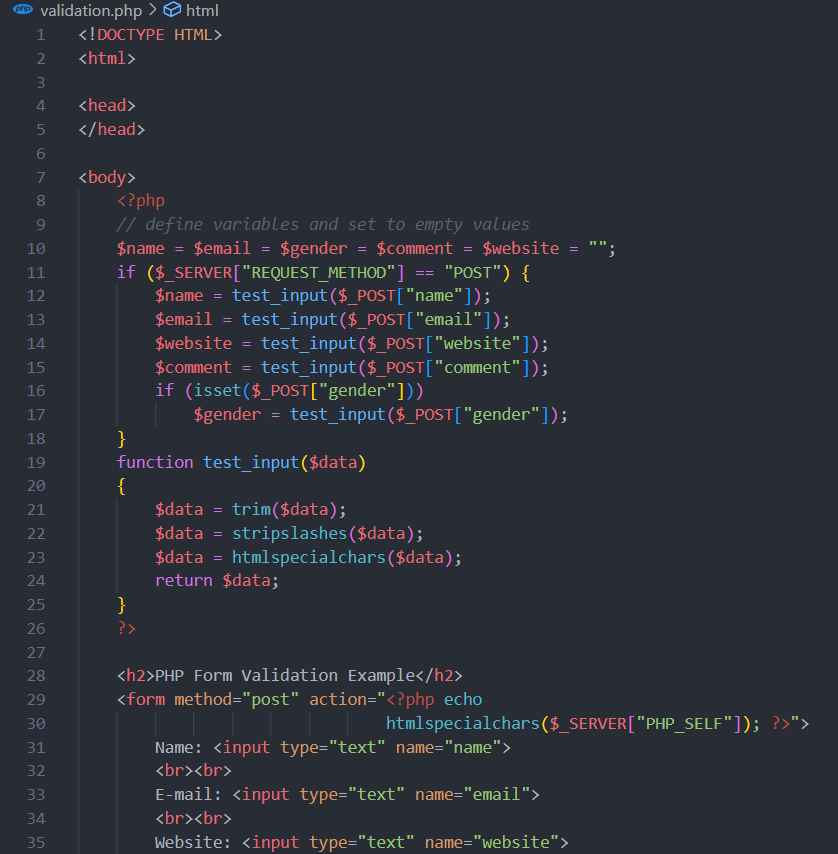 php validation.php > html
1 <!DOCTYPE HTML>
2 <html>
3
4 <head>
5 </head>
6
7 <body>
8 <?php
9 // define variables and set to empty values
10 $name = $email = $gender = $comment = $website = "";
11 if ($_SERVER["REQUEST_METHOD"] == "POST") {
12 $name = test_input($_POST["name"]);
13 $email = test_input($_POST["email"]);
14 $website = test_input($_POST["website"]);
15 $comment = test_input($_POST["comment"]);
16 if (isset($_POST["gender"]))
17 $gender = test_input($_POST["gender"]);
18 }
19 function test_input($data)
20 {
21 $data = trim($data);
22 $data = stripslashes($data);
23 $data = htmlspecialchars($data);
24 return $data;
25 }
26 ?>
27
28 <h2>PHP Form Validation Example</h2>
29 <form method="post" action="<?php echo
30 htmlspecialchars($_SERVER["PHP_SELF"]); ?>">
31 Name: <input type="text" name="name">
32 <br><br>
33 E-mail: <input type="text" name="email">
34 <br><br>
35 Website: <input type="text" name="website">